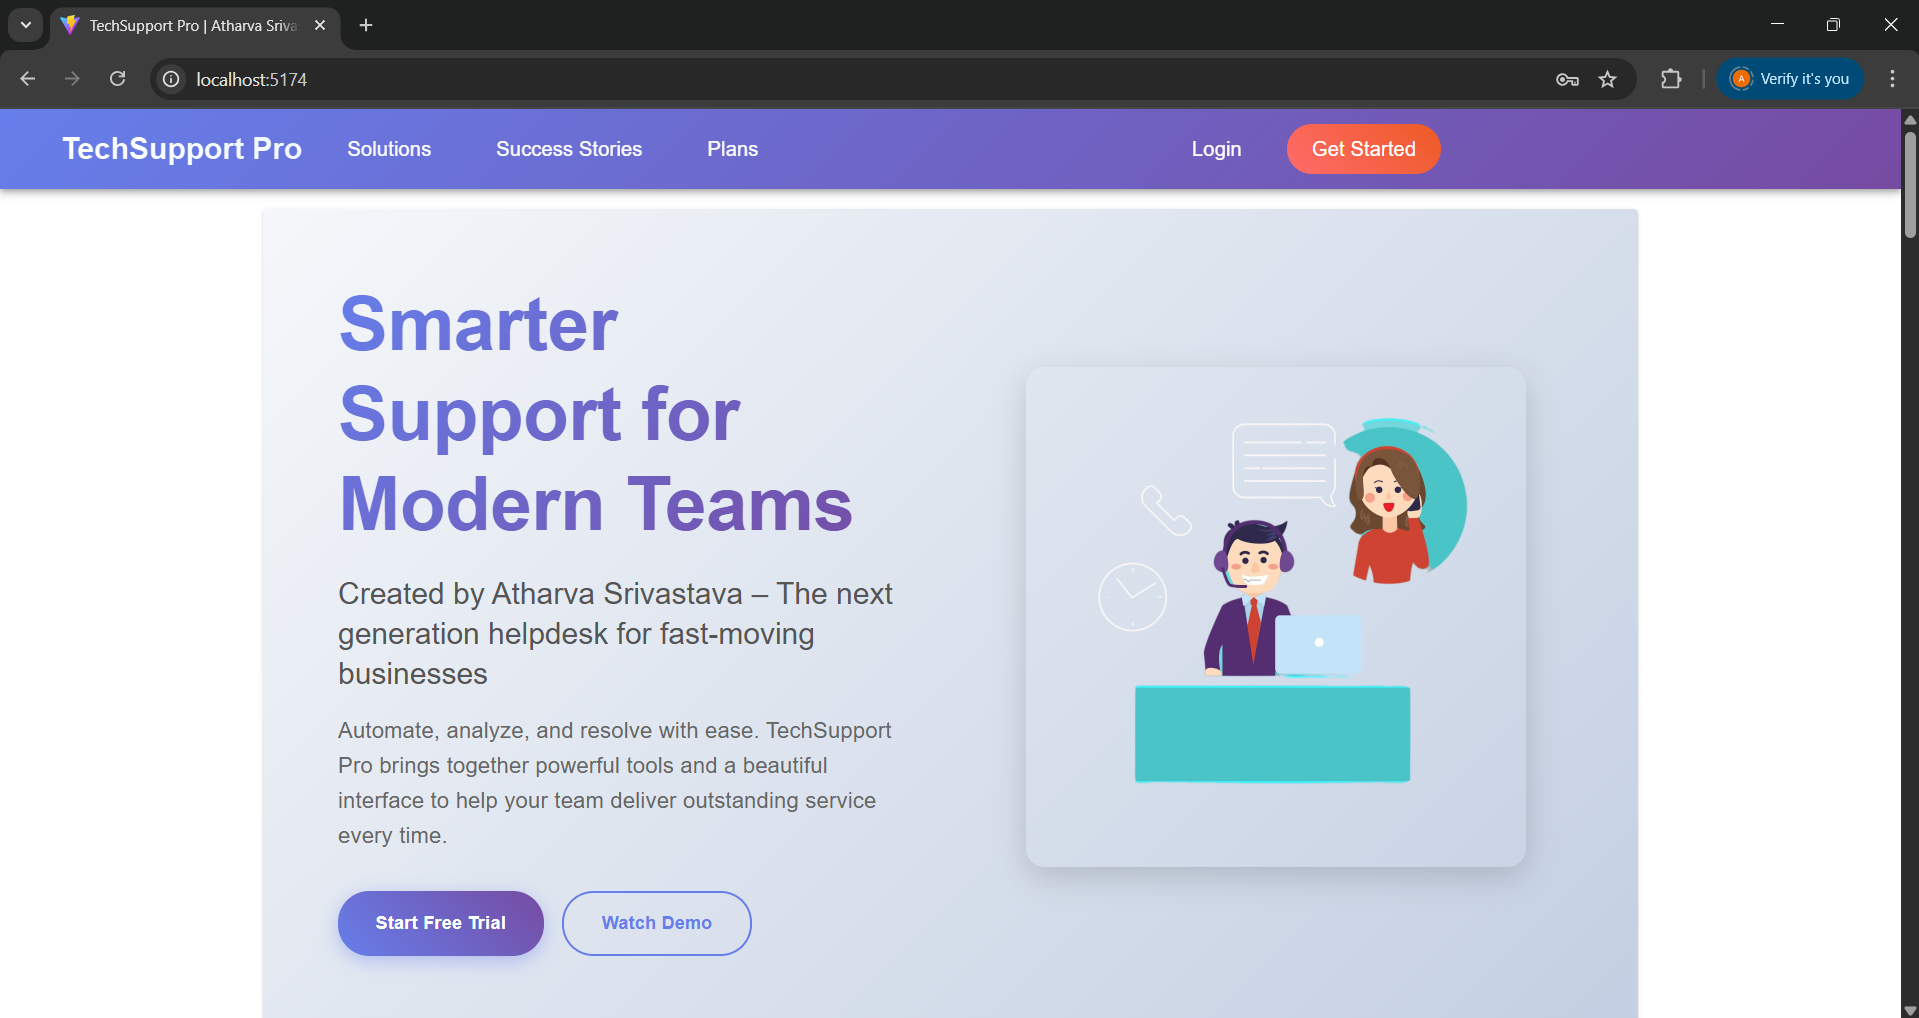 TechSupport Pro | Atharva Sriva
localhost:5174
A
Verify it's you
TechSupport Pro
Solutions
Success Stories
Plans
Login
Get Started
Smarter
Support for
Modern Teams
Created by Atharva Srivastava – The next
generation helpdesk for fast-moving
businesses
Automate, analyze, and resolve with ease. TechSupport
Pro brings together powerful tools and a beautiful
interface to help your team deliver outstanding service
every time.
Start Free Trial
Watch Demo